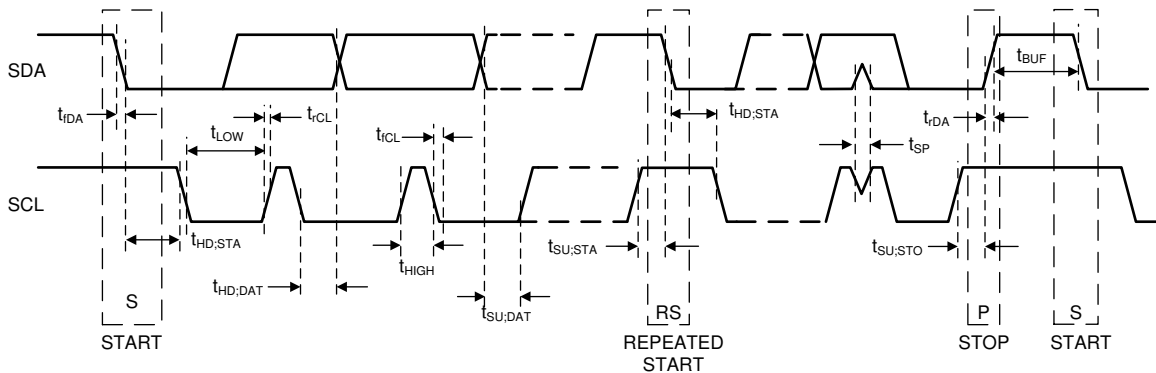 SDA
t_fDA
t_LOW
t_rCL
t_fCL
t_HD;STA
t_SP
t_BUF
t_rDA
SCL
t_HD;STA
t_HD;DAT
t_HIGH
t_SU;DAT
t_SU;STA
t_SU;STO
S
RS
P
S
START
REPEATED
START
STOP
START